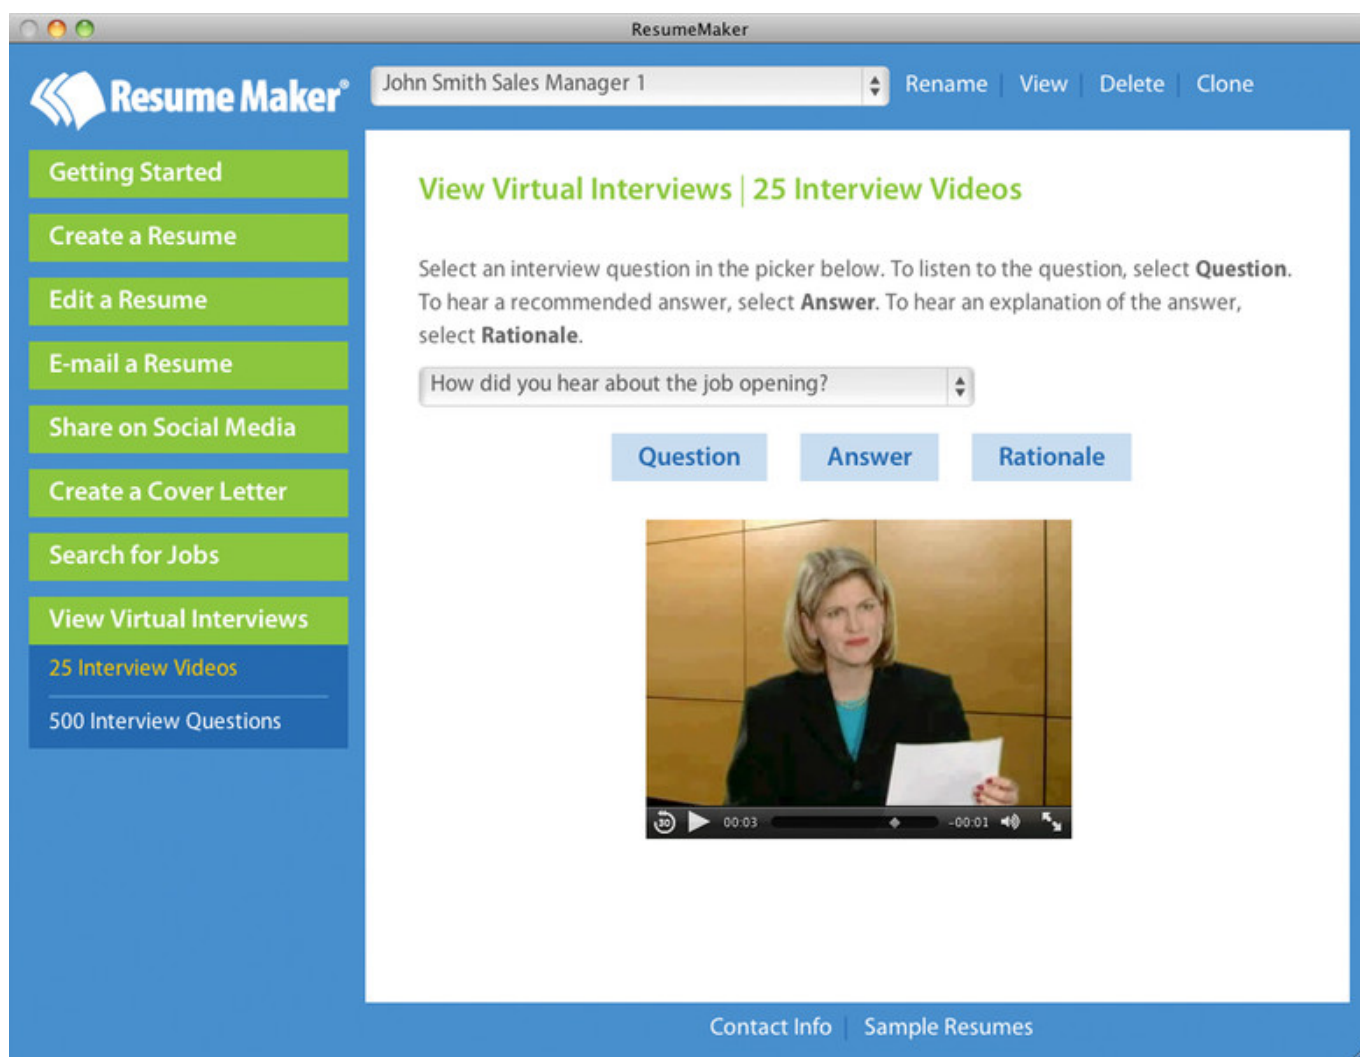 ResumeMaker
ResumeMaker®
John Smith Sales Manager 1
Rename | View | Delete | Clone
Getting Started
Create a Resume
Edit a Resume
E-mail a Resume
Share on Social Media
Create a Cover Letter
Search for Jobs
View Virtual Interviews
25 Interview Videos
500 Interview Questions
View Virtual Interviews | 25 Interview Videos
Select an interview question in the picker below. To listen to the question, select Question.
To hear a recommended answer, select Answer. To hear an explanation of the answer,
select Rationale.
How did you hear about the job opening?
Question Answer Rationale
30 00:03 -00:01
Contact Info | Sample Resumes